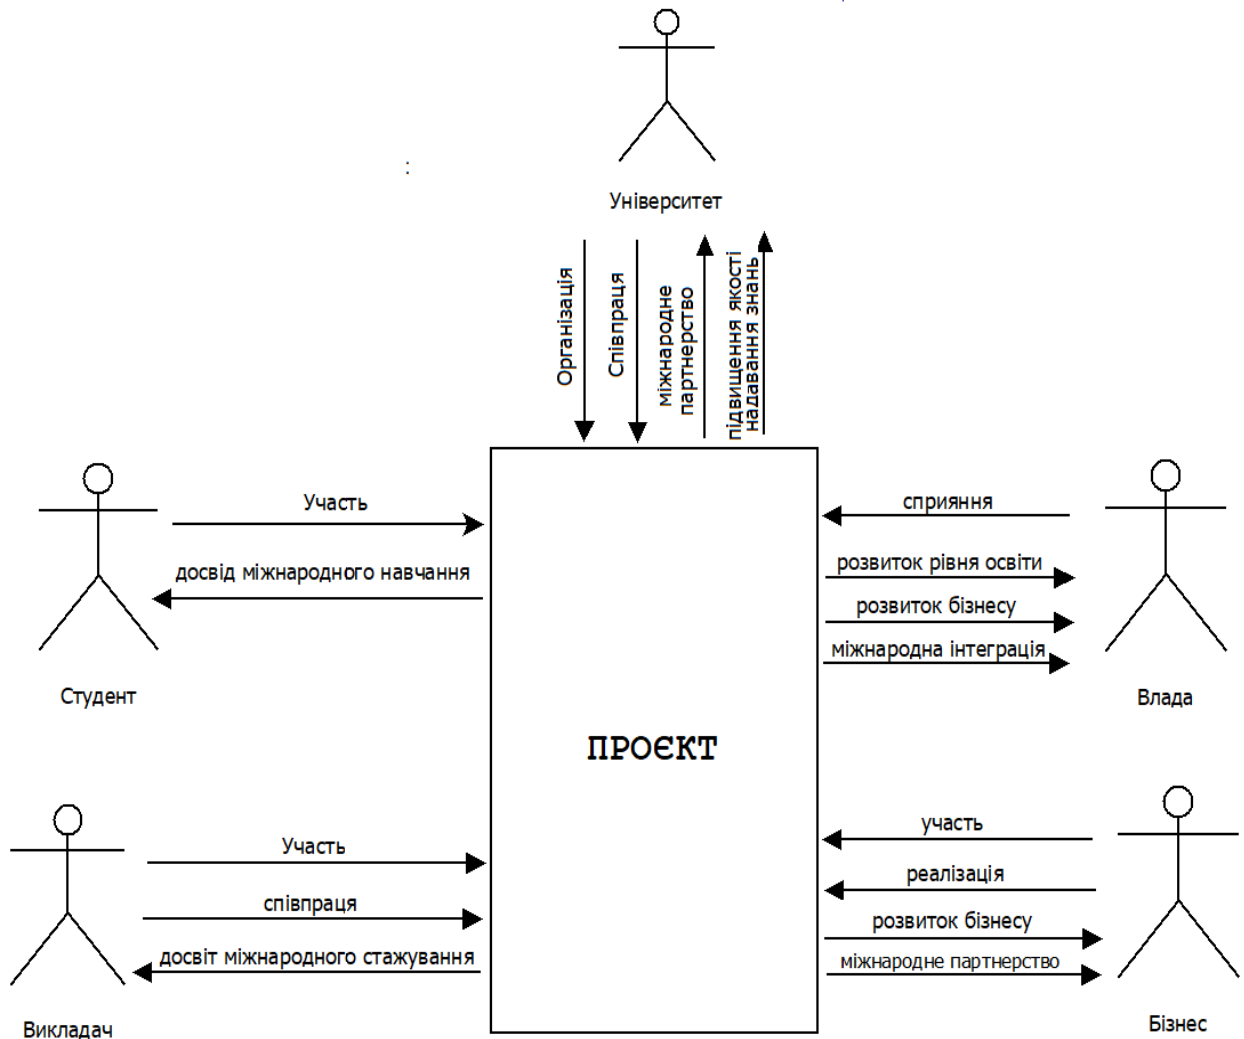 :
Університет
Організація
Співпраця
міжнародне
партнерство
підвищення якості
надавання знань
Участь
досвід міжнародного навчання
Студент
сприяння
розвиток рівня освіти
розвиток бізнесу
міжнародна інтеграція
Влада
ПРОЄКТ
Участь
співпраця
досвіт міжнародного стажування
Викладач
участь
реалізація
розвиток бізнесу
міжнародне партнерство
Бізнес